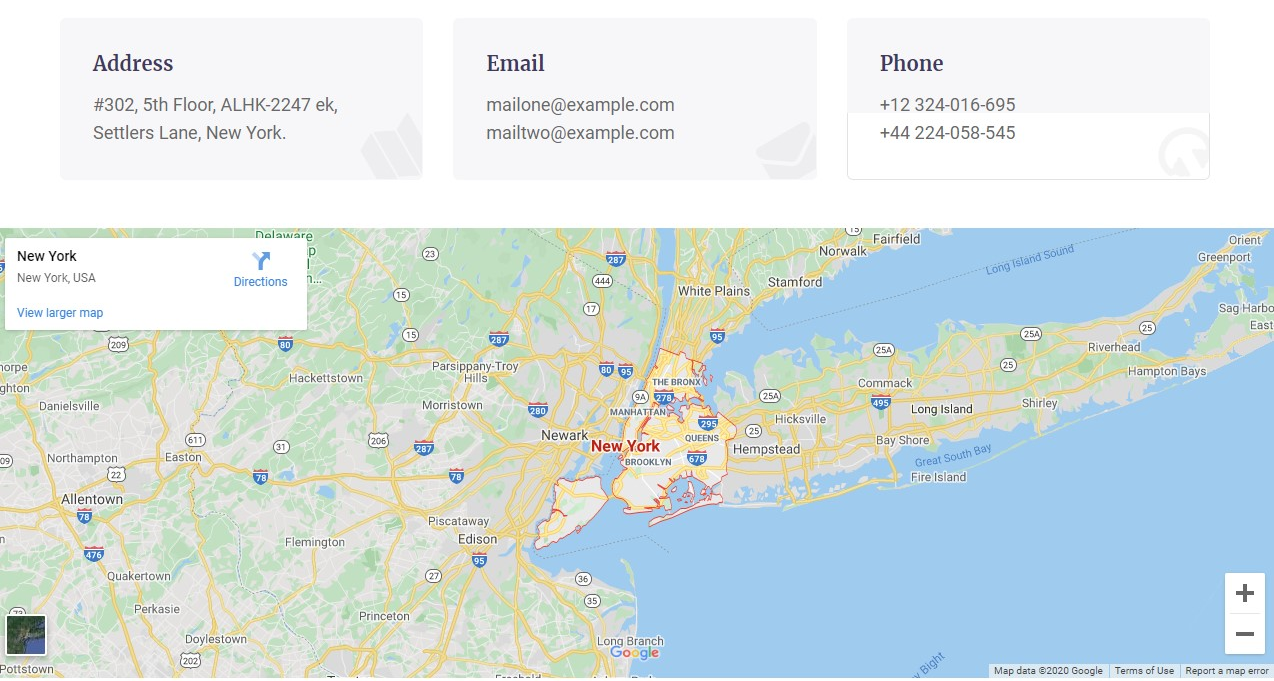 Address
#302, 5th Floor, ALHK-2247 ek,
Settlers Lane, New York.
Email
mailone@example.com
mailtwo@example.com
Phone
+12 324-016-695
+44 224-058-545
New York
New York, USA
Directions
View larger map
Delaware
23
287
15
Fairfield
Norwalk
Long Island Sound
Orient
Greenport
444
White Plains
Stamford
15
17
Sag Harbo
15
287
95
25
25A
East
209
80
25A
Riverhead
Parsippany-Troy
Hills
80
95
25
Hampton Bays
Hackettstown
THE BRONX
Commack
Danielsville
Morristown
280
9A
278
MANHATTAN
25A
495
Long Island
Shirley
295
Hicksville
611
31
206
287
Newark
New York
QUEENS
25
Hempstead
Bay Shore
Northampton
Easton
BROOKLYN
678
Great South Bay
22
78
78
Fire Island
Allentown
78
Piscataway
Flemington
Edison
476
95
Quakertown
27
36
35
Perkasie
Princeton
Doylestown
Long Branch
Google
202
Pottstown
Bight
Map data ©2020 Google
Terms of Use
Report a map error